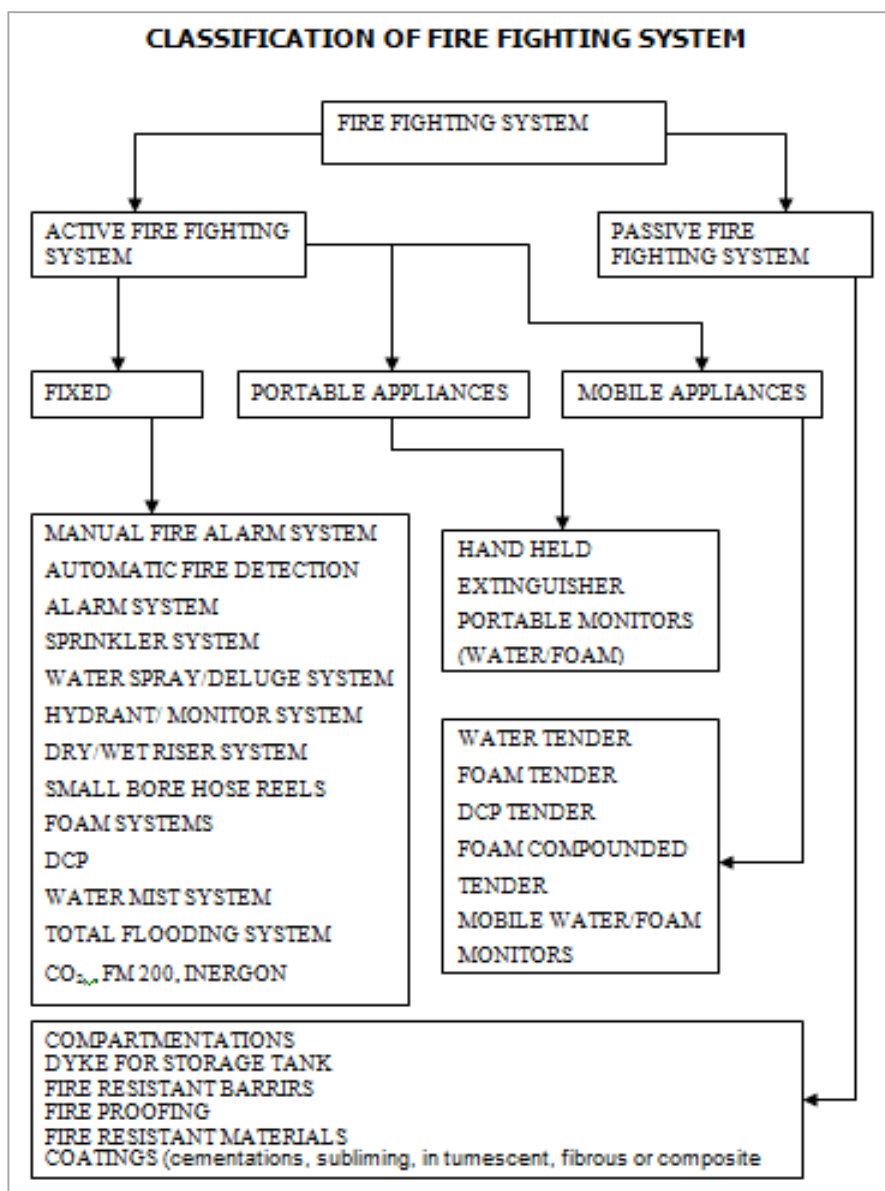 CLASSIFICATION OF FIRE FIGHTING SYSTEM
FIRE FIGHTING SYSTEM
ACTIVE FIRE FIGHTING
SYSTEM
PASSIVE FIRE
FIGHTING SYSTEM
FIXED
PORTABLE APPLIANCES
MOBILE APPLIANCES
MANUAL FIRE ALARM SYSTEM
AUTOMATIC FIRE DETECTION
ALARM SYSTEM
SPRINKLER SYSTEM
WATER SPRAY/DELUGE SYSTEM
HYDRANT/ MONITOR SYSTEM
DRY/WET RISER SYSTEM
SMALL BORE HOSE REELS
FOAM SYSTEMS
DCP
WATER MIST SYSTEM
TOTAL FLOODING SYSTEM
CO₂, FM 200, INERGON
HAND HELD
EXTINGUISHER
PORTABLE MONITORS
(WATER/FOAM)
WATER TENDER
FOAM TENDER
DCP TENDER
FOAM COMPOUNDED
TENDER
MOBILE WATER/FOAM
MONITORS
COMPARTMENTATIONS
DYKE FOR STORAGE TANK
FIRE RESISTANT BARRIRS
FIRE PROOFING
FIRE RESISTANT MATERIALS
COATINGS (cementations, subliming, in tumescent, fibrous or composite